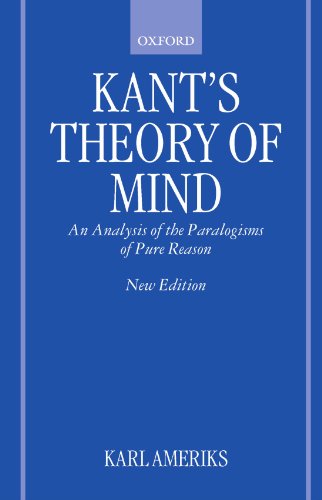 OXFORD
KANT'S
THEORY OF
MIND
An Analysis of the Paralogisms
of Pure Reason
New Edition
KARL AMERIKS